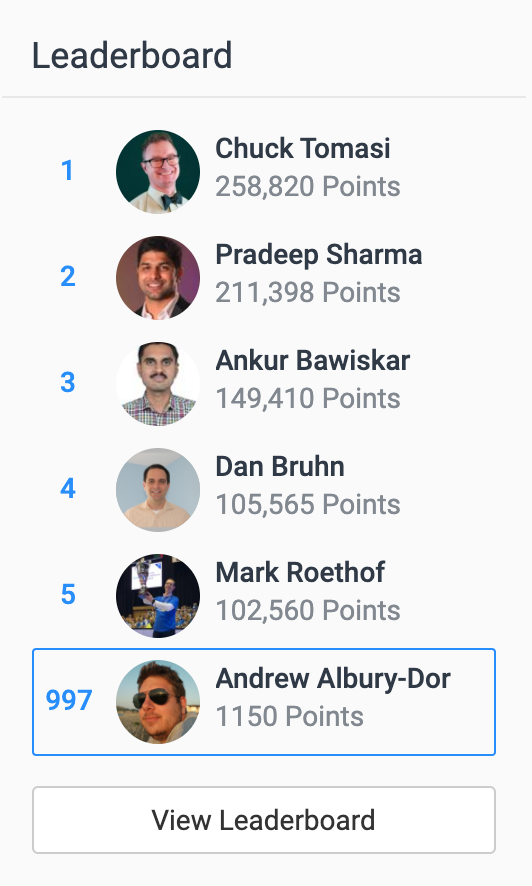 Leaderboard
1
Chuck Tomasi
258,820 Points
2
Pradeep Sharma
211,398 Points
3
Ankur Bawiskar
149,410 Points
4
Dan Bruhn
105,565 Points
5
Mark Roethof
102,560 Points
997
Andrew Albury-Dor
1150 Points
View Leaderboard